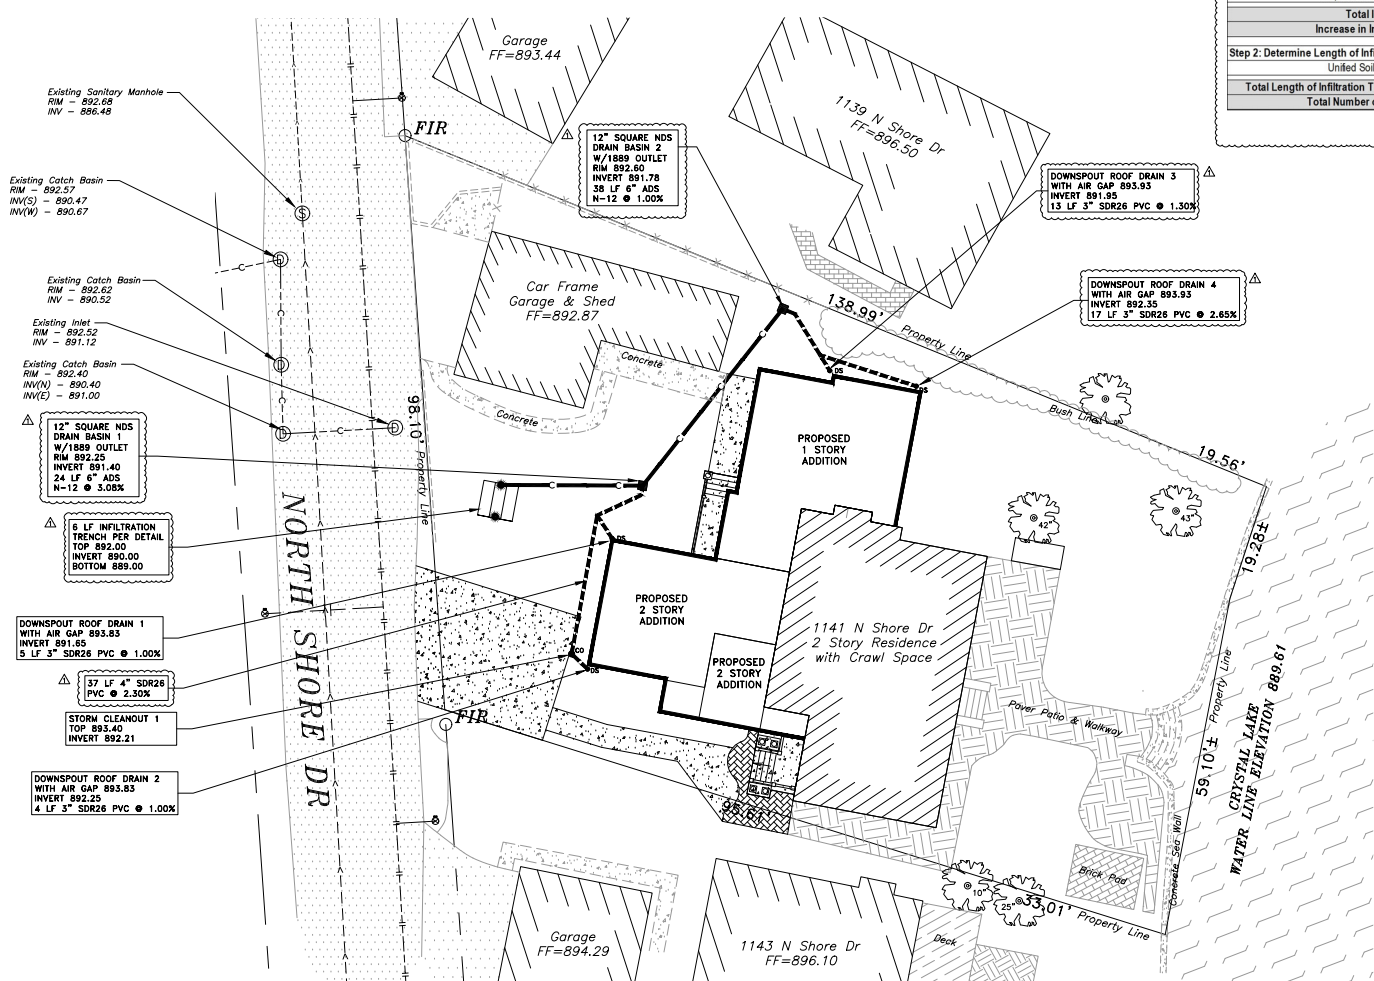 Total
Increase in
Step 2: Determine Length of
Unified
Total Length of Infiltration
Total Number
Garage
FF=893.44
Existing Sanitary Manhole
RIM - 892.68
INV - 886.48
FIR
12" SQUARE NDS
DRAIN BASIN 2
W/1889 OUTLET
RIM 892.60
INVERT 891.78
38 LF 6" ADS
N-12 @ 1.00%
1139 N Shore Dr
FF=896.50
DOWNSPOUT ROOF DRAIN 3
WITH AIR GAP 893.93
INVERT 891.95
13 LF 3" SDR26 PVC @ 1.30%
Existing Catch Basin
RIM - 892.57
INV(S) - 890.47
INV(W) - 890.67
S
D
Existing Catch Basin
RIM - 892.62
INV - 890.52
Car Frame
Garage & Shed
FF=892.87
138.99'
Property Line
DOWNSPOUT ROOF DRAIN 4
WITH AIR GAP 893.93
INVERT 892.35
17 LF 3" SDR26 PVC @ 2.65%
Existing Inlet
RIM - 892.52
INV - 891.12
Existing Catch Basin
RIM - 892.40
INV(N) - 890.40
INV(E) - 891.00
Concrete
Concrete
DS
DS
Bush Line
98.10'
Property Line
12" SQUARE NDS
DRAIN BASIN 1
W/1889 OUTLET
RIM 892.25
INVERT 891.40
24 LF 6" ADS
N-12 @ 3.08%
PROPOSED
1 STORY
ADDITION
19.56'
42"
43"
19.28±
6 LF INFILTRATION
TRENCH PER DETAIL
TOP 892.00
INVERT 890.00
BOTTOM 889.00
NORTH SHORE DR
DS
PROPOSED
2 STORY
ADDITION
DOWNSPOUT ROOF DRAIN 1
WITH AIR GAP 893.83
INVERT 891.65
5 LF 3" SDR26 PVC @ 1.00%
1141 N Shore Dr
2 Story Residence
with Crawl Space
CO
DS
PROPOSED
2 STORY
ADDITION
37 LF 4" SDR26
PVC @ 2.30%
STORM CLEANOUT 1
TOP 893.40
INVERT 892.21
FIR
Paver Patio & Walkway
59.10'± Property Line
CRYSTAL LAKE
WATER LINE ELEVATION 889.61
DOWNSPOUT ROOF DRAIN 2
WITH AIR GAP 893.83
INVERT 892.25
4 LF 3" SDR26 PVC @ 1.00%
95.67'
Concrete Sea Wall
Brick Pad
10"
25"
33.01' Property Line
Garage
FF=894.29
1143 N Shore Dr
FF=896.10
Deck